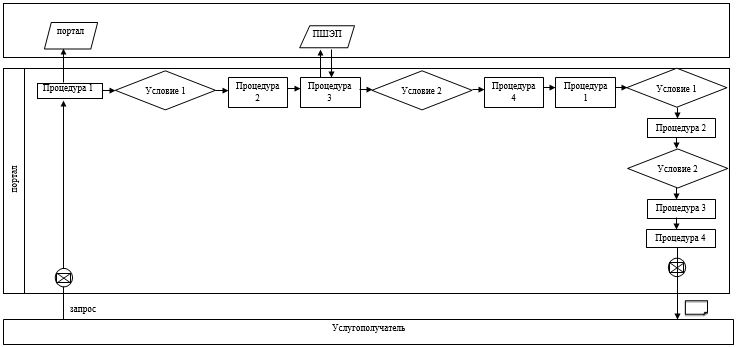 портал
ПШЭП
Процедура 1
Условие 1
Процедура
2
Процедура
3
Условие 2
Процедура
4
Процедура
1
Условие 1
Процедура 2
Условие 2
Процедура 3
Процедура 4
портал
запрос
Услугополучатель